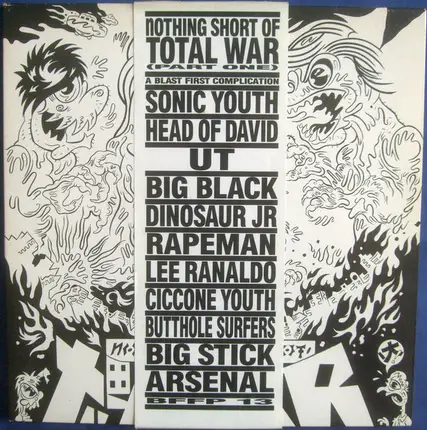 NOTHING SHORT OF
TOTAL WAR
(PART ONE)
A BLAST FIRST COMPLICATION
SONIC YOUTH
HEAD OF DAVID
UT
BIG BLACK
DINOSAUR JR
RAPEMAN
LEE RANALDO
CICCONE YOUTH
BUTTHOLE SURFERS
BIG STICK
ARSENAL
BFFP 13